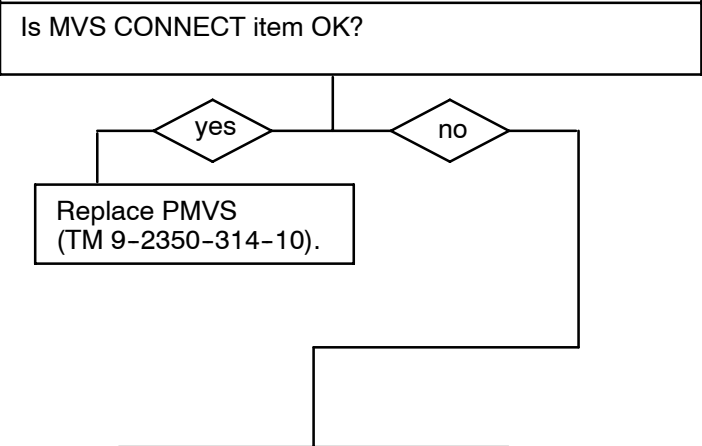 Is MVS CONNECT item OK?
yes
no
Replace PMVS
(TM 9-2350-314-10).